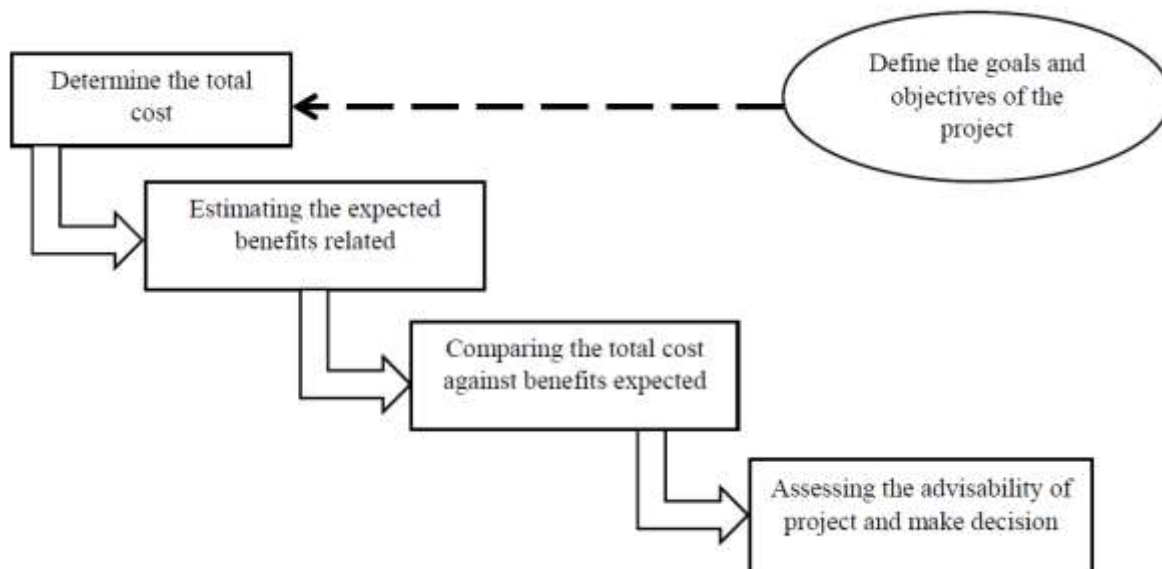 Determine the total
cost
Define the goals and
objectives of the
project
Estimating the expected
benefits related
Comparing the total cost
against benefits expected
Assessing the advisability of
project and make decision